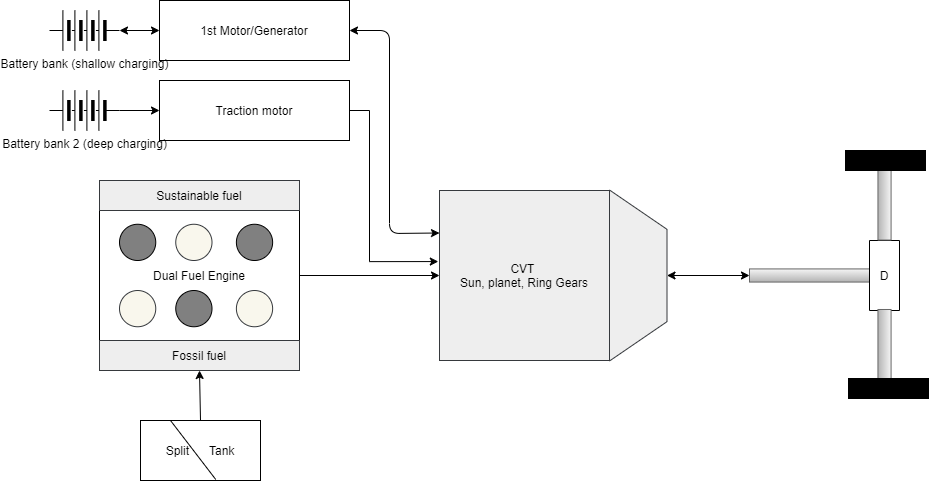 1st Motor/Generator
Battery bank (shallow charging)
Traction motor
Battery bank 2 (deep charging)
Sustainable fuel
Dual Fuel Engine
Fossil fuel
Split Tank
CVT
Sun, planet, Ring Gears
D